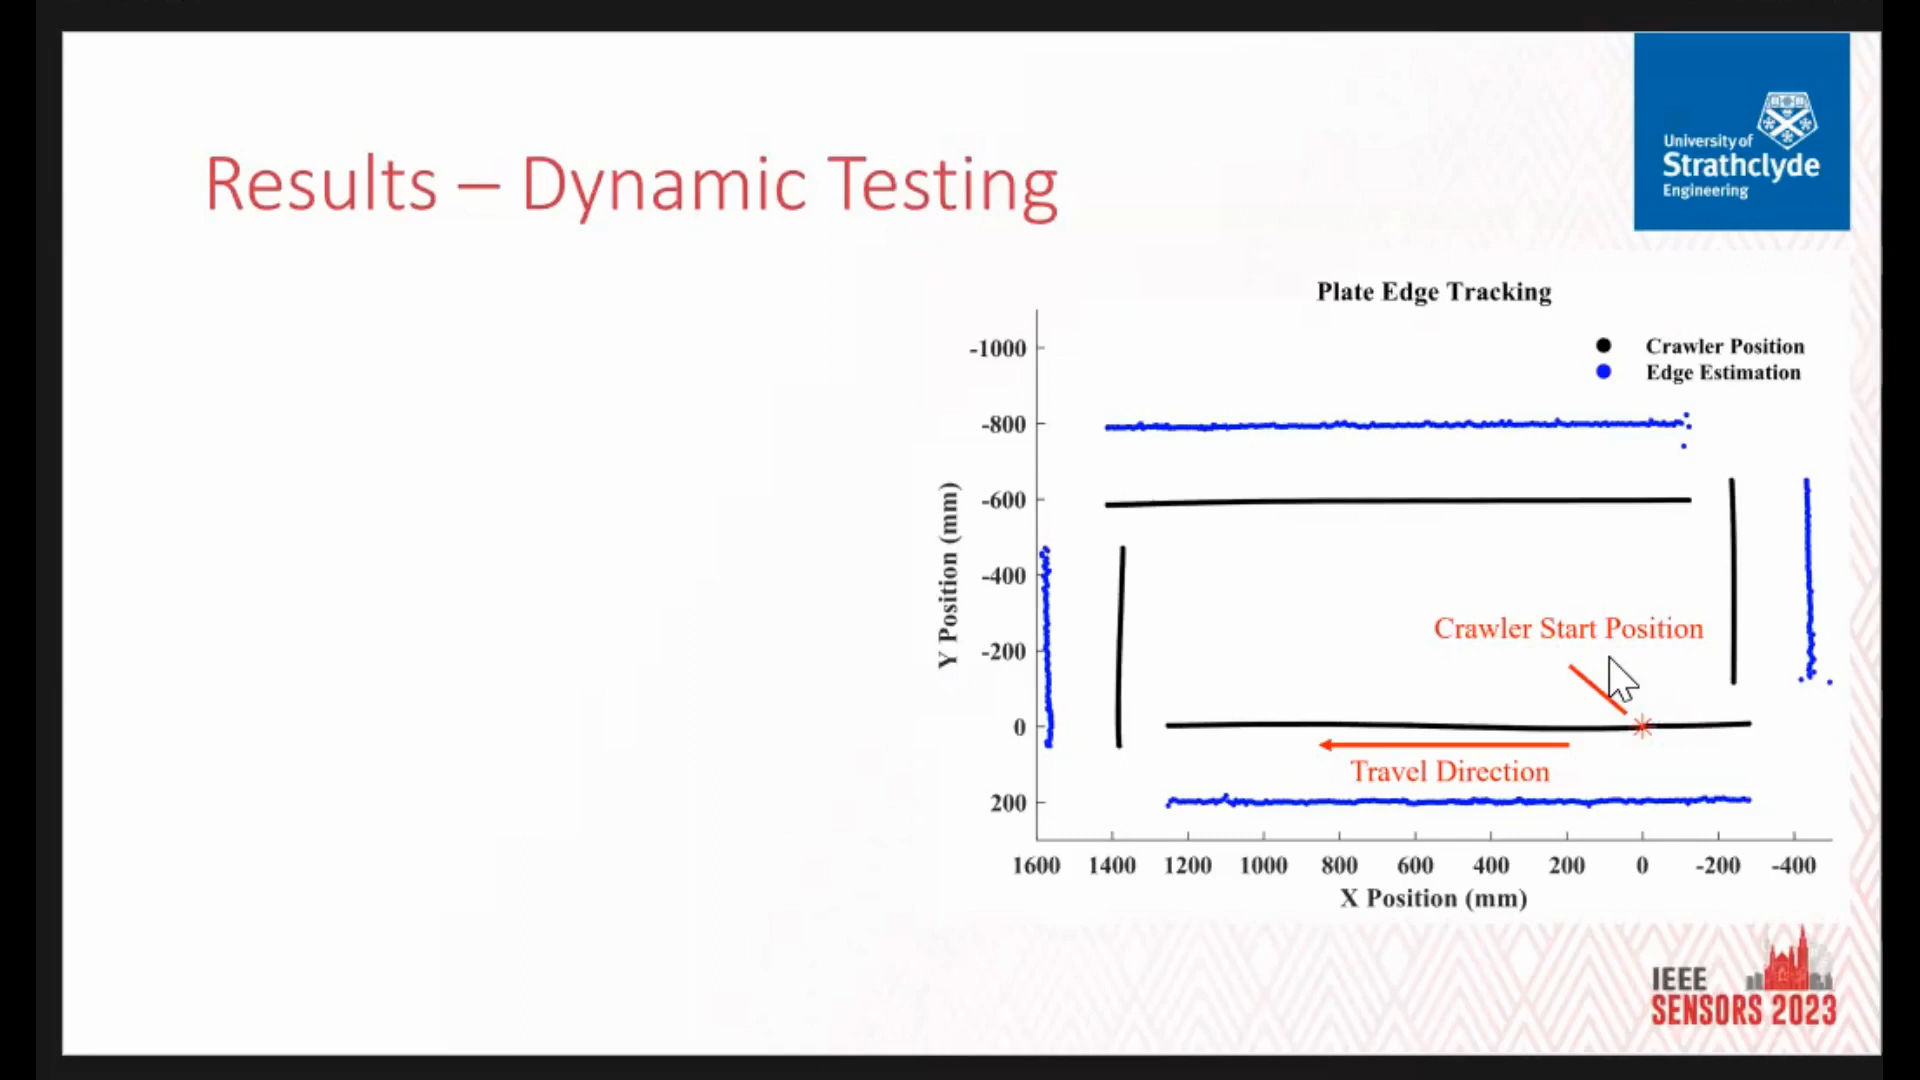 Results – Dynamic Testing
University of
Strathclyde
Engineering
Plate Edge Tracking
Crawler Position
Edge Estimation
-1000
-800
-600
-400
-200
0
200
Y Position (mm)
Crawler Start Position
Travel Direction
1600 1400 1200 1000 800 600 400 200 0 -200 -400
X Position (mm)
IEEE
SENSORS 2023